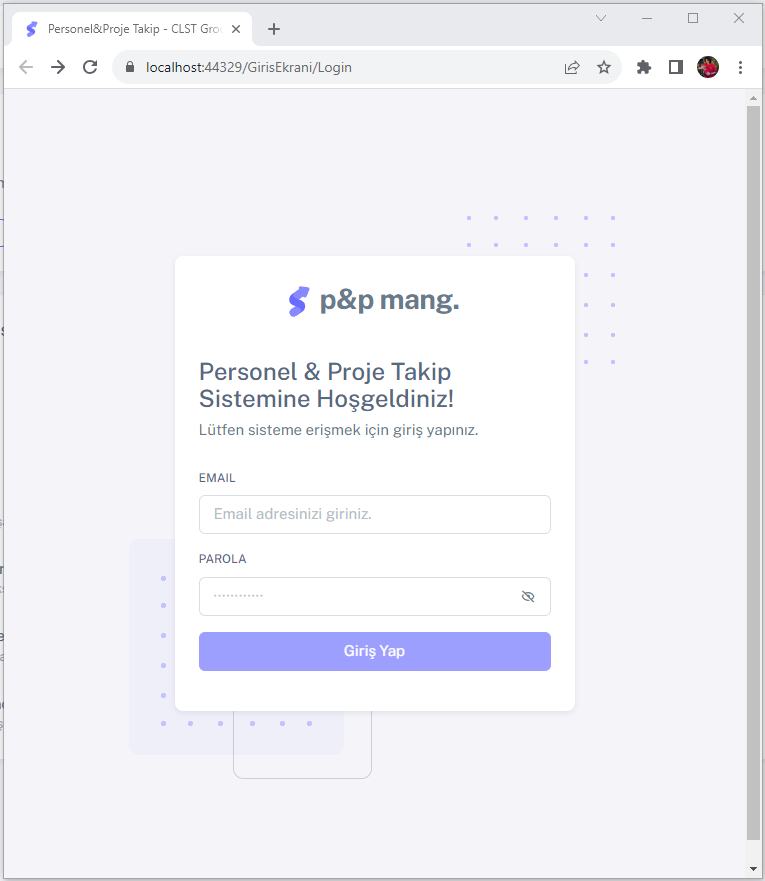 Personel&Proje Takip - CLST Gro
localhost:44329/GirisEkrani/Login
p&p mang.
Personel & Proje Takip
Sistemine Hoşgeldiniz!
Lütfen sisteme erişmek için giriş yapınız.
EMAIL
Email adresinizi giriniz.
PAROLA
············
Giriş Yap